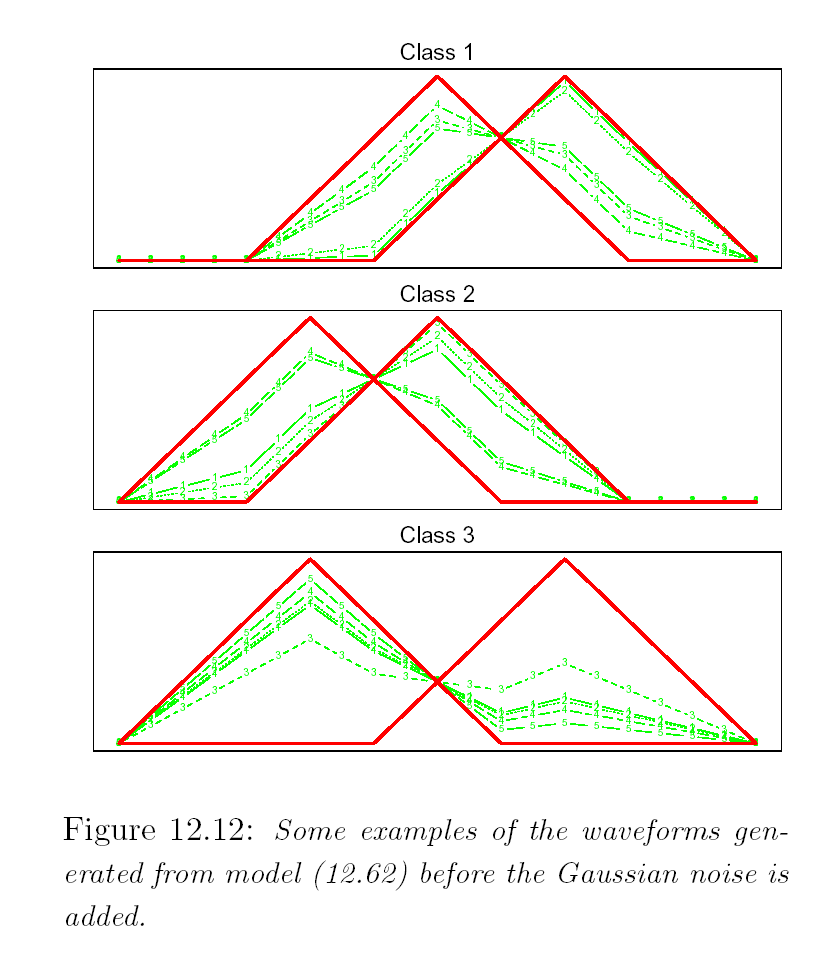 Class 1
Class 2
Class 3
Figure 12.12: Some examples of the waveforms gen-
erated from model (12.62) before the Gaussian noise is
added.